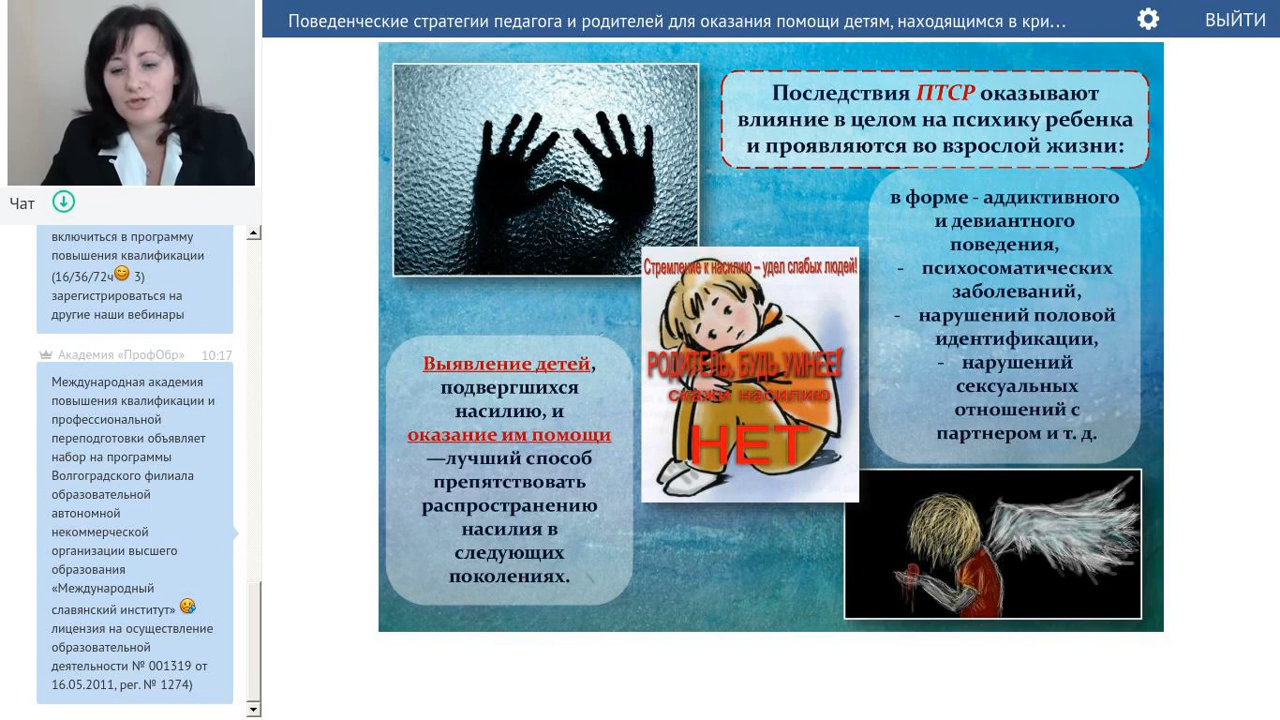 Поведенческие стратегии педагога и родителей для оказания помощи детям, находящимся в кри...
ВЫЙТИ
Чат
включиться в программу
повышения квалификации
(16/36/72ч😊 3)
зарегистрироваться на
другие наши вебинары
Академия «ПрофОбр» 10:17
Международная академия
повышения квалификации и
профессиональной
переподготовки объявляет
набор на программы
Волгоградского филиала
образовательной
автономной
некоммерческой
организации высшего
образования
«Международный
славянский институт» 😢
лицензия на осуществление
образовательной
деятельности № 001319 от
16.05.2011, рег. № 1274)
Последствия ПТСР оказывают
влияние в целом на психику ребенка
и проявляются во взрослой жизни:
в форме - аддиктивного
и девиантного
поведения,
- психосоматических
заболеваний,
- нарушений половой
идентификации,
- нарушений
сексуальных
отношений с
партнером и т. д.
Стремление к насилию – удел слабых людей!
РОДИТЕЛЬ, БУДЬ УМНЕЕ!
скажи насилию
НЕТ
Выявление детей,
подвергшихся
насилию, и
оказание им помощи
—лучший способ
препятствовать
распространению
насилия в
следующих
поколениях.